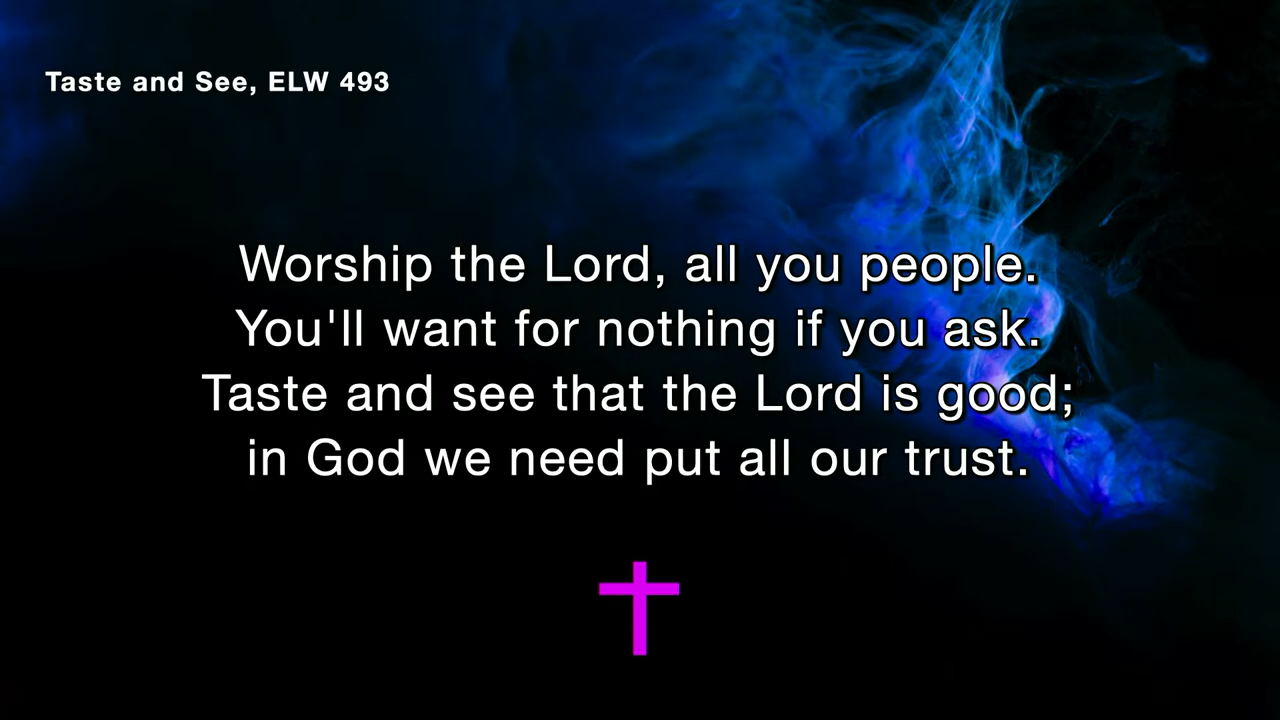 Taste and See, ELW 493
Worship the Lord, all you people.
You'll want for nothing if you ask.
Taste and see that the Lord is good;
in God we need put all our trust.